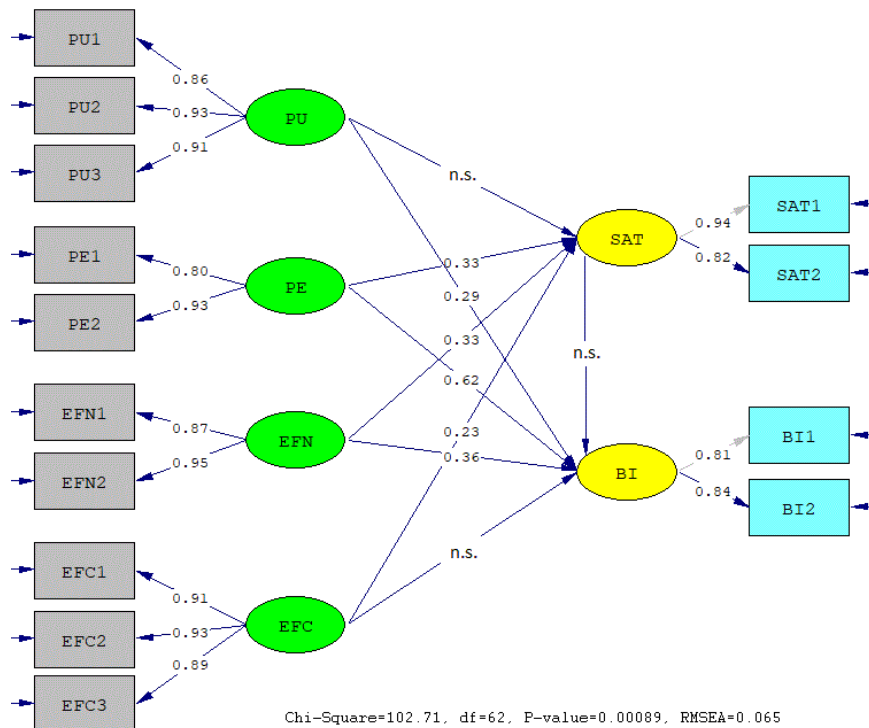 PU1
0.86
PU2
0.93
PU
0.91
PU3
n.s.
SAT1
0.94
SAT
PE1
0.33
0.82
0.80
SAT2
PE
0.29
0.93
PE2
0.33
n.s.
0.62
EFN1
0.87
BI1
0.23
0.81
EFN
0.36
0.95
BI
EFN2
0.84
BI2
n.s.
EFC1
0.91
EFC
0.93
EFC2
0.89
EFC3
Chi-Square=102.71, df=62, P-value=0.00089, RMSEA=0.065